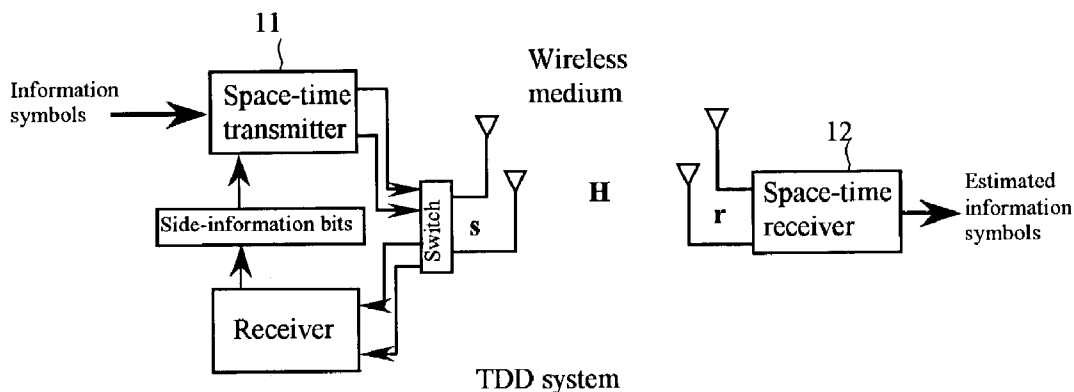 11
Information
symbols
Space-time
transmitter
Wireless
medium
12
Switch
s
H
r
Space-time
receiver
Estimated
information
symbols
Side-information bits
Receiver
TDD system